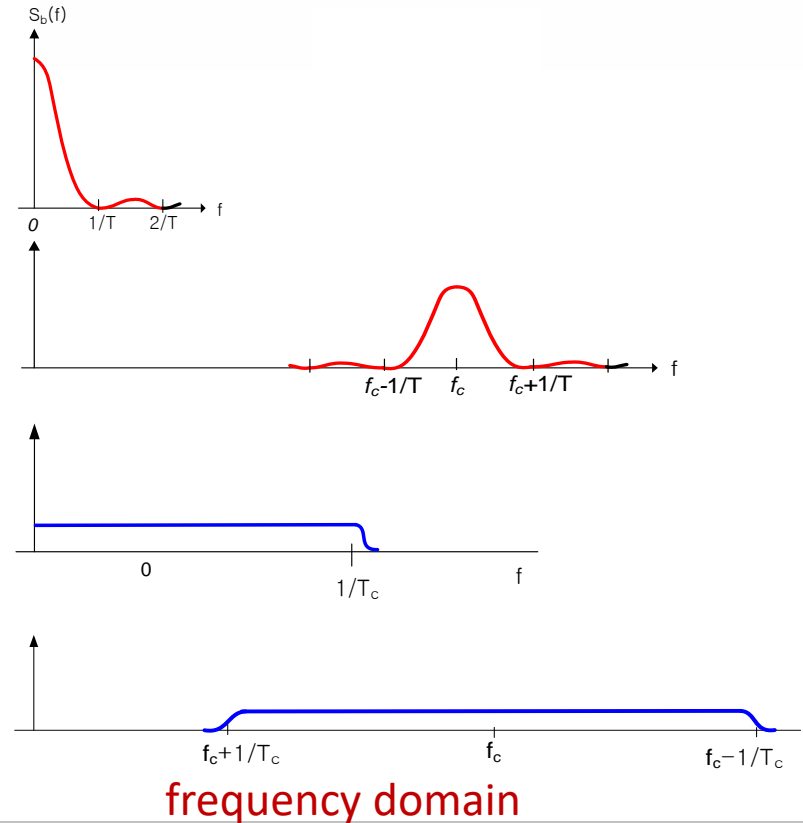 S_b(f)
0 1/T 2/T f
f_c-1/T f_c f_c+1/T f
0 1/T_c f
f_c+1/T_c f_c f_c−1/T_c
frequency domain